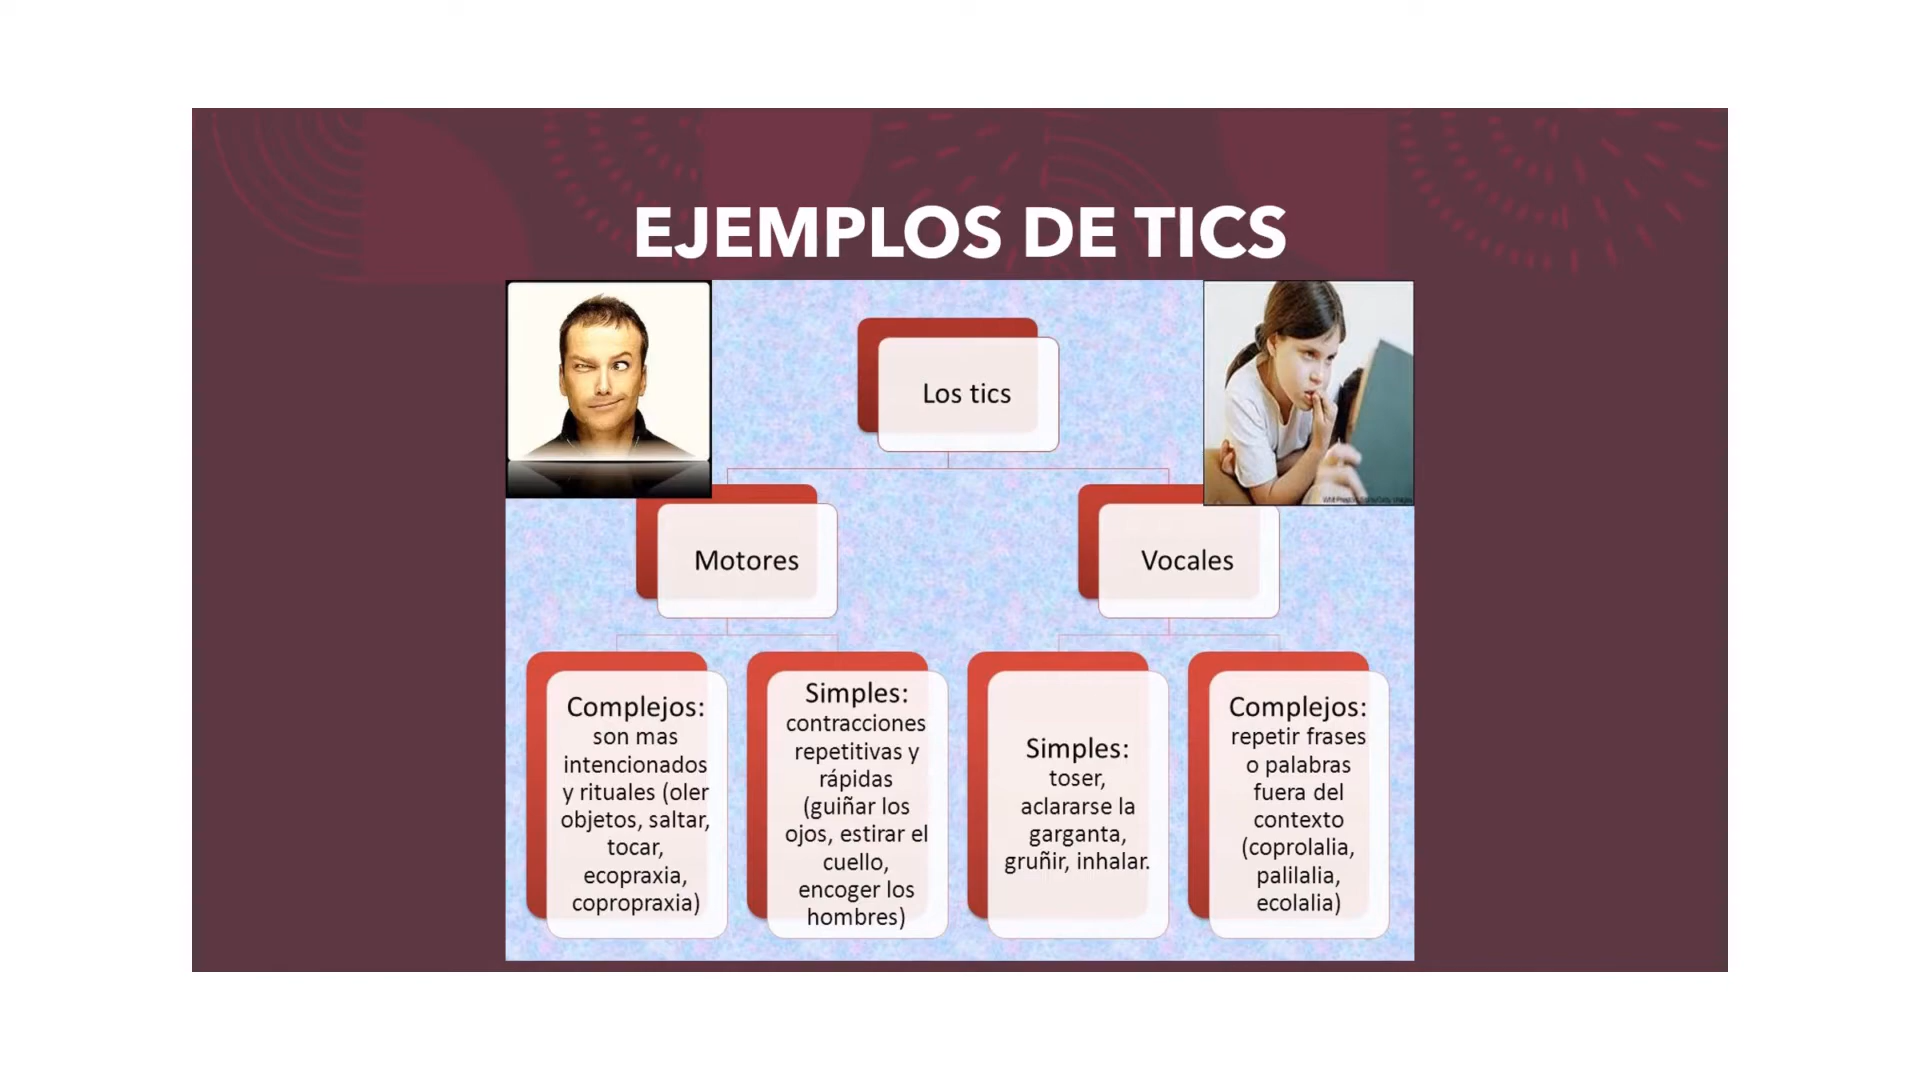 EJEMPLOS DE TICS
Los tics
Motores
Vocales
Complejos:
son mas
intencionados
y rituales (oler
objetos, saltar,
tocar,
ecopraxia,
copropraxia)
Simples:
contracciones
repetitivas y
rápidas
(guiñar los
ojos, estirar el
cuello,
encoger los
hombres)
Simples:
toser,
aclararse la
garganta,
gruñir, inhalar.
Complejos:
repetir frases
o palabras
fuera del
contexto
(coprolalia,
palilalia,
ecolalia)